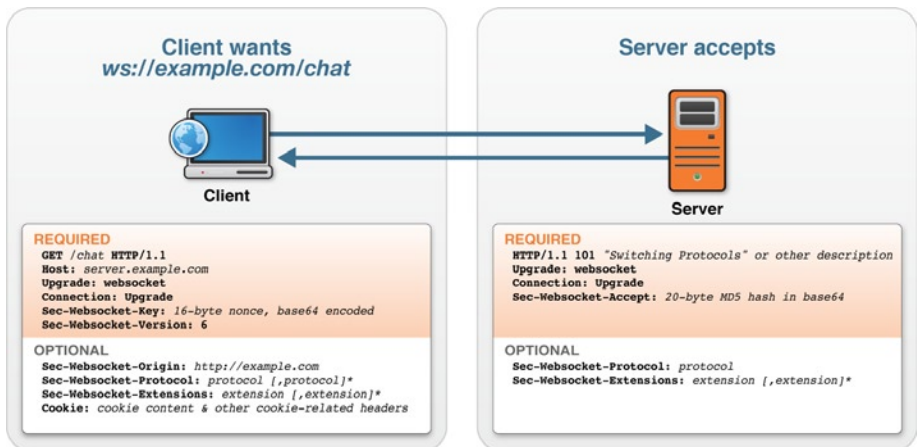 Client wants
ws://example.com/chat
Client
REQUIRED
GET /chat HTTP/1.1
Host: server.example.com
Upgrade: websocket
Connection: Upgrade
Sec-Websocket-Key: 16-byte nonce, base64 encoded
Sec-Websocket-Version: 6
OPTIONAL
Sec-Websocket-Origin: http://example.com
Sec-Websocket-Protocol: protocol [,protocol]*
Sec-Websocket-Extensions: extension [,extension]*
Cookie: cookie content & other cookie-related headers
Server accepts
Server
REQUIRED
HTTP/1.1 101 "Switching Protocols" or other description
Upgrade: websocket
Connection: Upgrade
Sec-Websocket-Accept: 20-byte MD5 hash in base64
OPTIONAL
Sec-Websocket-Protocol: protocol
Sec-Websocket-Extensions: extension [,extension]*